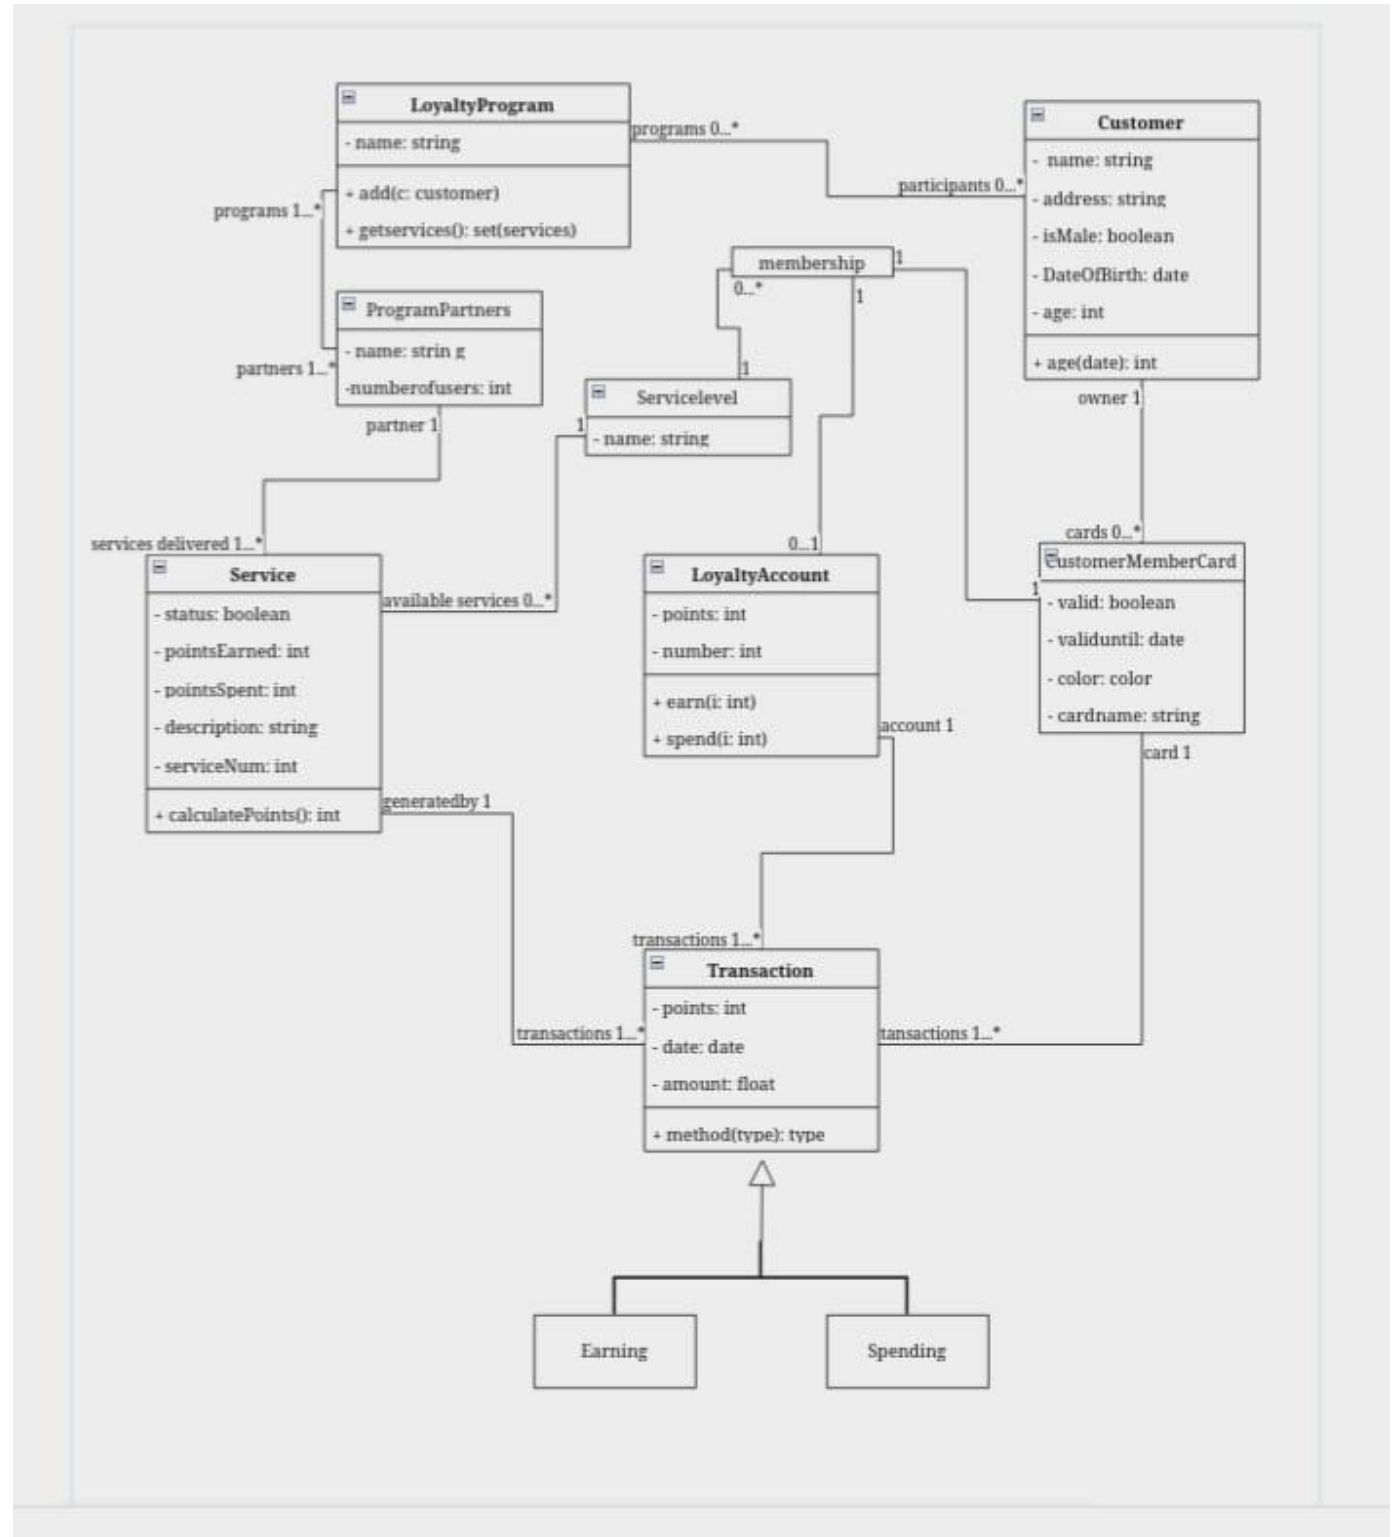 LoyaltyProgram
- name: string
+ add(c: customer)
+ getservices(): set(services)
programs 0...*
participants 0...*
Customer
- name: string
- address: string
- isMale: boolean
- DateOfBirth: date
- age: int
+ age(date): int
programs 1...*
partners 1...*
ProgramPartners
- name: strin g
-numberofusers: int
partner 1
membership
0...*
1
1
1
Servicelevel
- name: string
1
owner 1
cards 0...*
services delivered 1...*
Service
- status: boolean
- pointsEarned: int
- pointsSpent: int
- description: string
- serviceNum: int
+ calculatePoints(): int
available services 0...*
0...1
LoyaltyAccount
- points: int
- number: int
+ earn(i: int)
+ spend(i: int)
account 1
CustomerMemberCard
1
- valid: boolean
- validuntil: date
- color: color
- cardname: string
card 1
generatedby 1
transactions 1...*
transactions 1...*
tansactions 1...*
Transaction
- points: int
- date: date
- amount: float
+ method(type): type
Earning
Spending